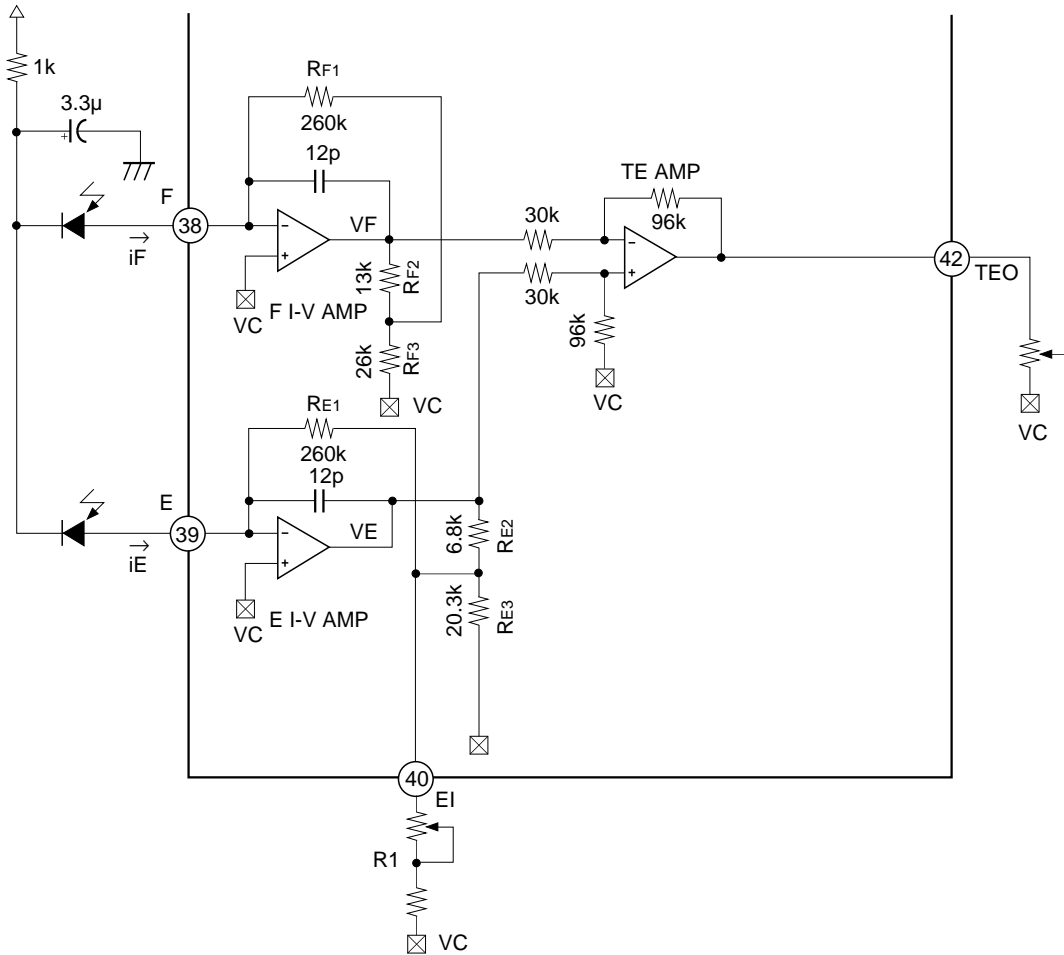 1k
3.3µ
+
F
38
iF
RF1
260k
12p
−
+
VF
VC
F I-V AMP
13k
RF2
26k
RF3
VC
30k
30k
TE AMP
96k
−
+
96k
VC
42
TEO
VC
E
39
iE
RE1
260k
12p
−
+
VE
VC
E I-V AMP
6.8k
RE2
20.3k
RE3
40
EI
R1
VC